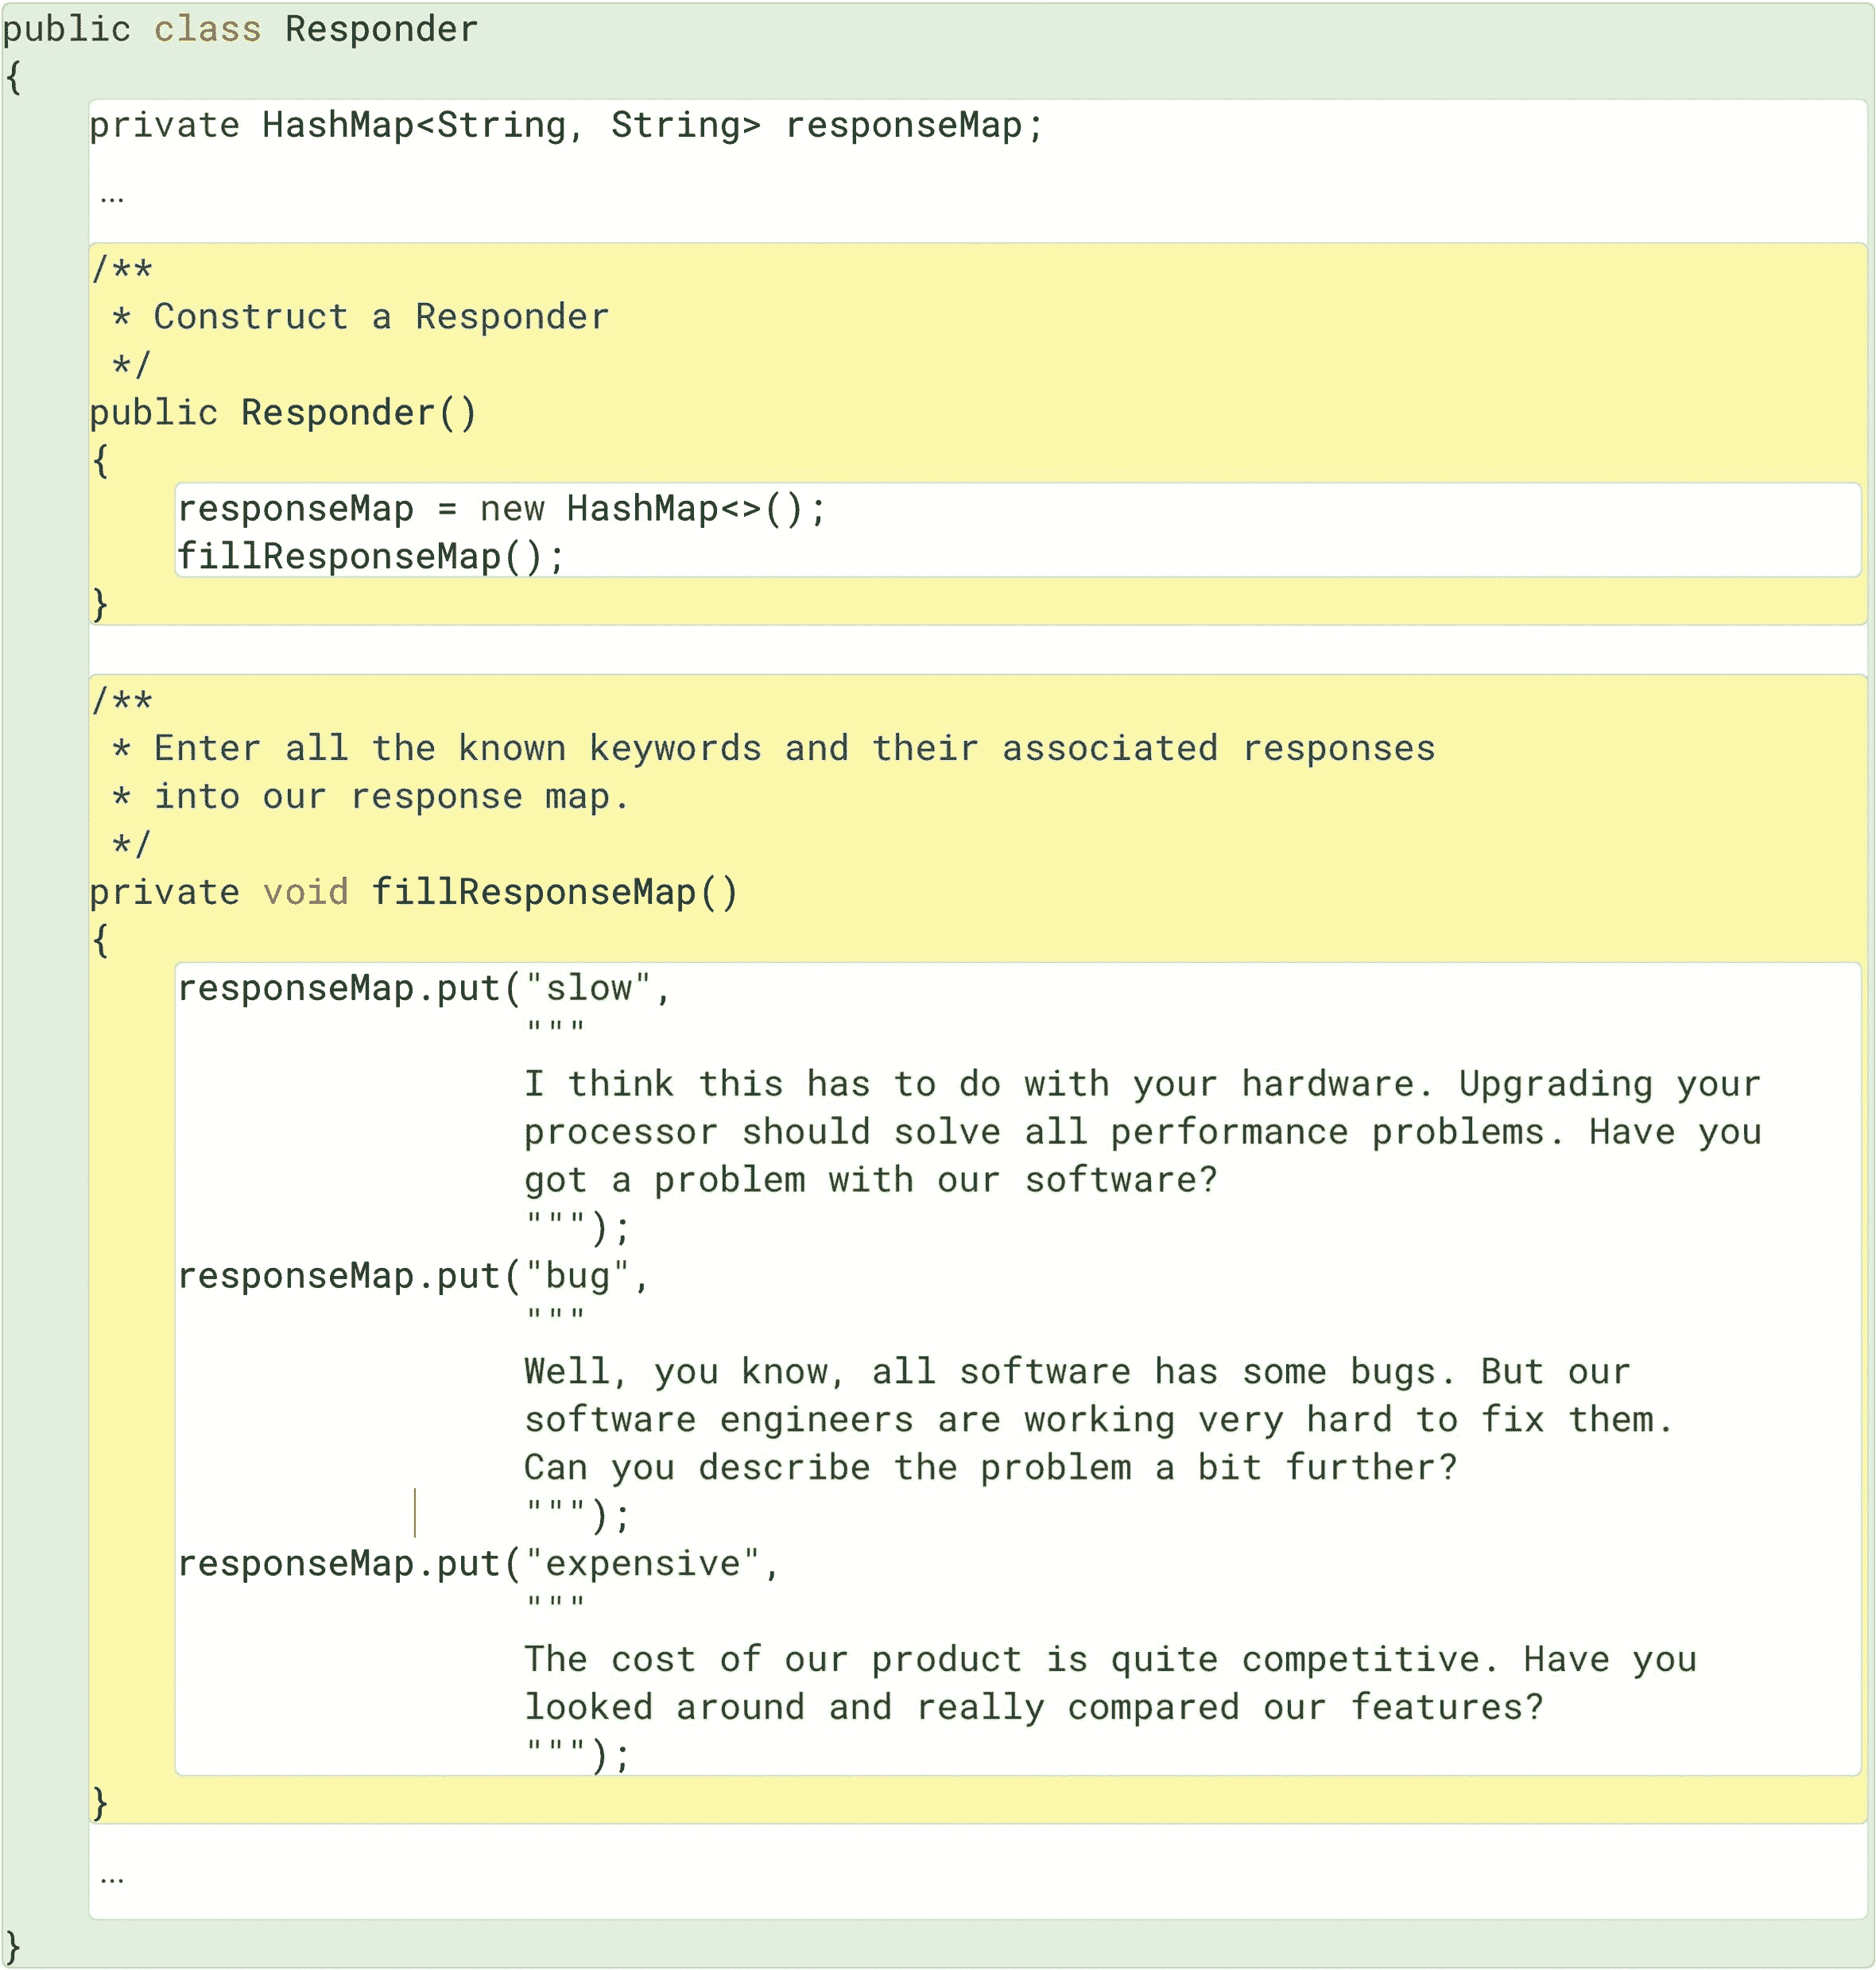 public class Responder
{
private HashMap<String, String> responseMap;
...
/**
 * Construct a Responder
 */
public Responder()
{
responseMap = new HashMap<>();
fillResponseMap();
}
/**
 * Enter all the known keywords and their associated responses
 * into our response map.
 */
private void fillResponseMap()
{
responseMap.put("slow",
"""
I think this has to do with your hardware. Upgrading your
processor should solve all performance problems. Have you
got a problem with our software?
""");
responseMap.put("bug",
"""
Well, you know, all software has some bugs. But our
software engineers are working very hard to fix them.
Can you describe the problem a bit further?
""");
responseMap.put("expensive",
"""
The cost of our product is quite competitive. Have you
looked around and really compared our features?
""");
}
...
}